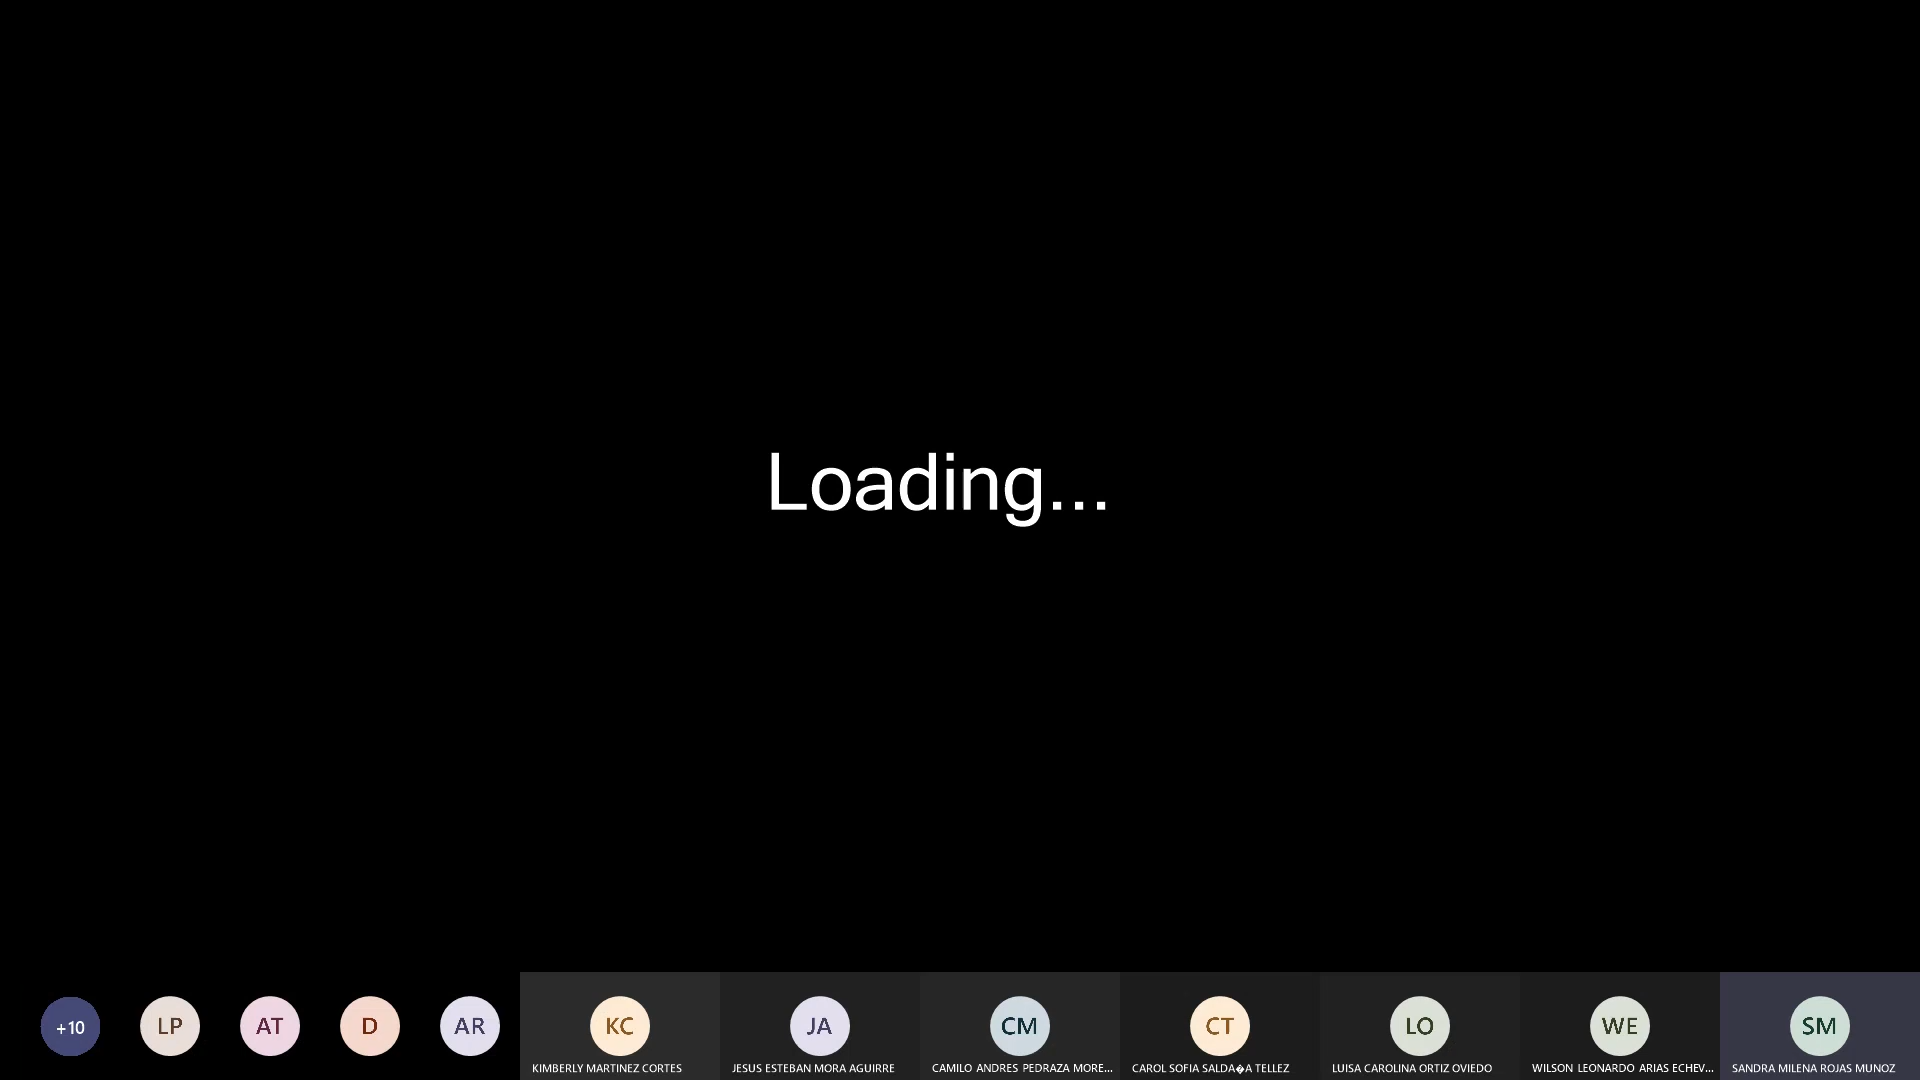 Loading...
+10
LP
AT
D
AR
KC
JA
CM
CT
LO
WE
SM
KIMBERLY MARTINEZ CORTES
JESUS ESTEBAN MORA AGUIRRE
CAMILO ANDRES PEDRAZA MORE...
CAROL SOFIA SALDA�A TELLEZ
LUISA CAROLINA ORTIZ OVIEDO
WILSON LEONARDO ARIAS ECHEV...
SANDRA MILENA ROJAS MUNOZ